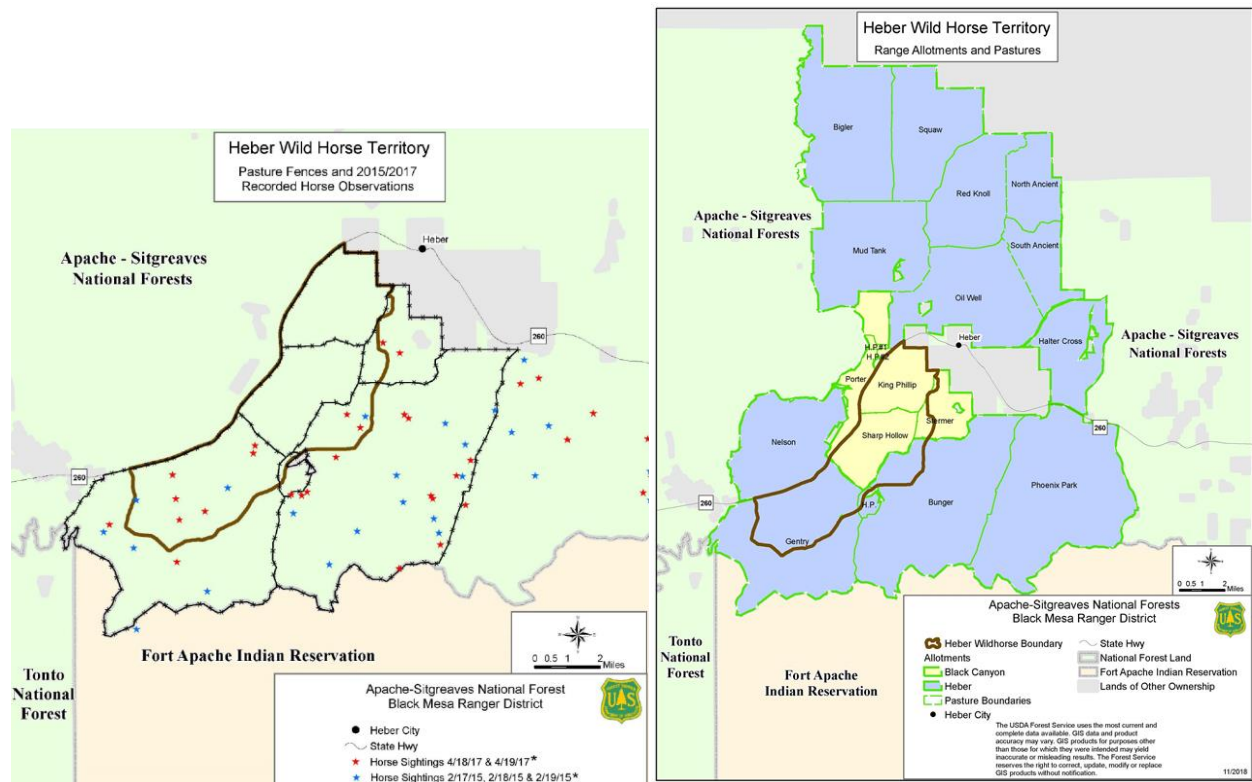 Heber Wild Horse Territory
Pasture Fences and 2015/2017
Recorded Horse Observations
Heber
Apache - Sitgreaves
National Forests
260
260
Fort Apache Indian Reservation
Tonto
National
Forest
0 0.5 1 2
Miles
Apache-Sitgreaves National Forest
Black Mesa Ranger District
UAS
Heber City
State Hwy
Horse Sightings 4/18/17 & 4/19/17*
Horse Sightings 2/17/15, 2/18/15 & 2/19/15*
Heber Wild Horse Territory
Range Allotments and Pastures
Bigler
Squaw
Red Knoll
North Ancient
Apache - Sitgreaves
National Forests
Mud Tank
South Ancient
Oil Well
Heber
Halter Cross
Apache - Sitgreaves
National Forests
Porter
King Phillip
Stermer
Sharp Hollow
Nelson
260
260
Phoenix Park
H.P.
Bunger
Gentry
0 0.5 1 2
Miles
Tonto
National
Forest
Fort Apache
Indian Reservation
Apache-Sitgreaves National Forests
Black Mesa Ranger District
UAS
Heber Wildhorse Boundary
Allotments
Black Canyon
Heber
Pasture Boundaries
Heber City
State Hwy
National Forest Land
Fort Apache Indian Reservation
Lands of Other Ownership
The USDA Forest Service uses the most current and
complete data available. GIS data and product
accuracy may vary. GIS products for purposes other
than those for which they were intended may yield
inaccurate or misleading results. The Forest Service
reserves the right to correct, update, modify or replace
GIS products without notification.
11/2018